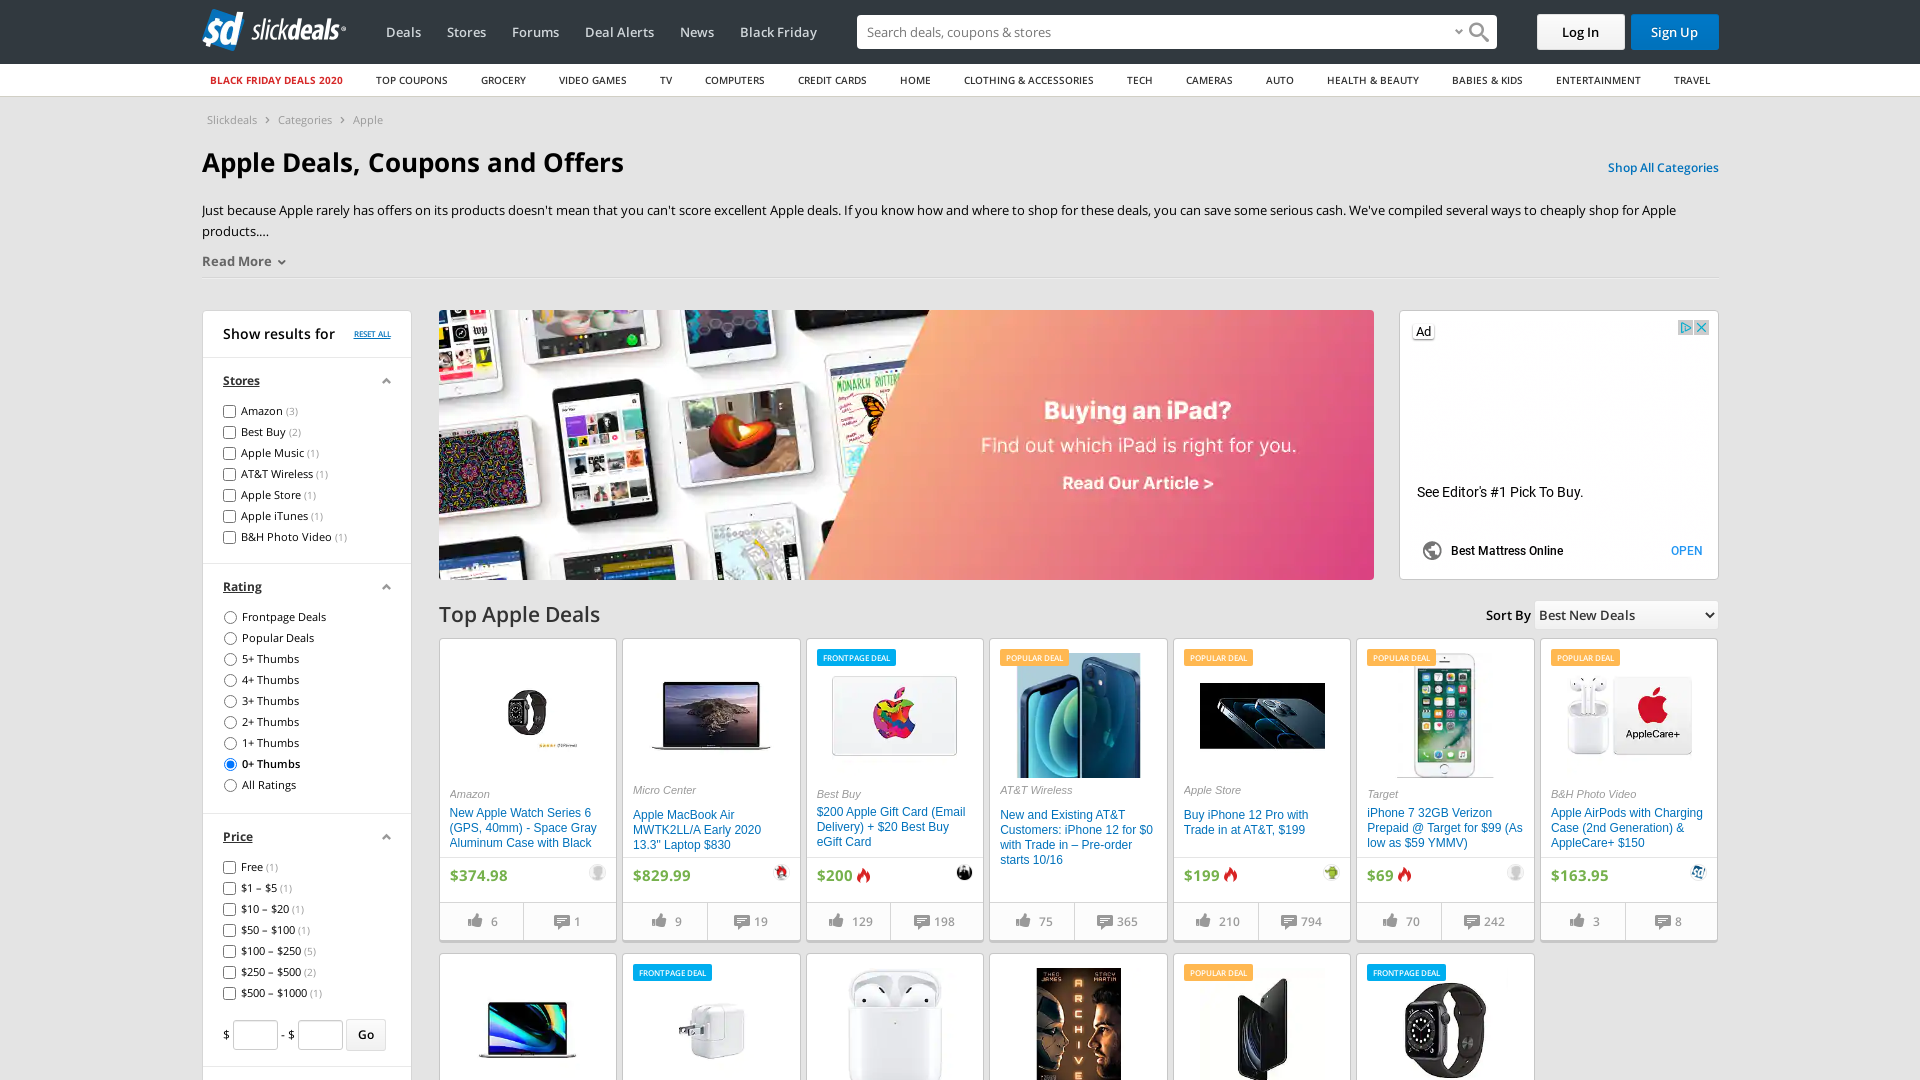 slickdeals
Deals
Stores
Forums
Deal Alerts
News
Black Friday
Search deals, coupons & stores
Log In
Sign Up
BLACK FRIDAY DEALS 2020
TOP COUPONS
GROCERY
VIDEO GAMES
TV
COMPUTERS
CREDIT CARDS
HOME
CLOTHING & ACCESSORIES
TECH
CAMERAS
AUTO
HEALTH & BEAUTY
BABIES & KIDS
ENTERTAINMENT
TRAVEL
Slickdeals > Categories > Apple
Apple Deals, Coupons and Offers
Shop All Categories
Just because Apple rarely has offers on its products doesn't mean that you can't score excellent Apple deals. If you know how and where to shop for these deals, you can save some serious cash. We've compiled several ways to cheaply shop for Apple
products....
Read More
Show results for
RESET ALL
Stores
Amazon (3)
Best Buy (2)
Apple Music (1)
AT&T Wireless (1)
Apple Store (1)
Apple iTunes (1)
B&H Photo Video (1)
Rating
Frontpage Deals
Popular Deals
5+ Thumbs
4+ Thumbs
3+ Thumbs
2+ Thumbs
1+ Thumbs
0+ Thumbs
All Ratings
Price
Free (1)
$1 – $5 (1)
$10 – $20 (1)
$50 – $100 (1)
$100 – $250 (5)
$250 – $500 (2)
$500 – $1000 (1)
$ - $ Go
MONARCH BUTTER
Buying an iPad?
Find out which iPad is right for you.
Read Our Article >
Ad
See Editor's #1 Pick To Buy.
Best Mattress Online
OPEN
Top Apple Deals
Sort By Best New Deals
Amazon
New Apple Watch Series 6
(GPS, 40mm) - Space Gray
Aluminum Case with Black
$374.98
6
1
Micro Center
Apple MacBook Air
MWTK2LL/A Early 2020
13.3" Laptop $830
$829.99
9
19
FRONTPAGE DEAL
Best Buy
$200 Apple Gift Card (Email
Delivery) + $20 Best Buy
eGift Card
$200
129
198
POPULAR DEAL
AT&T Wireless
New and Existing AT&T
Customers: iPhone 12 for $0
with Trade in – Pre-order
starts 10/16
75
365
POPULAR DEAL
Apple Store
Buy iPhone 12 Pro with
Trade in at AT&T, $199
$199
210
794
POPULAR DEAL
Target
iPhone 7 32GB Verizon
Prepaid @ Target for $99 (As
low as $59 YMMV)
$69
70
242
POPULAR DEAL
AppleCare+
B&H Photo Video
Apple AirPods with Charging
Case (2nd Generation) &
AppleCare+ $150
$163.95
3
8
FRONTPAGE DEAL
THEO JAMES
STACY MARTIN
ARCHIVE
POPULAR DEAL
FRONTPAGE DEAL